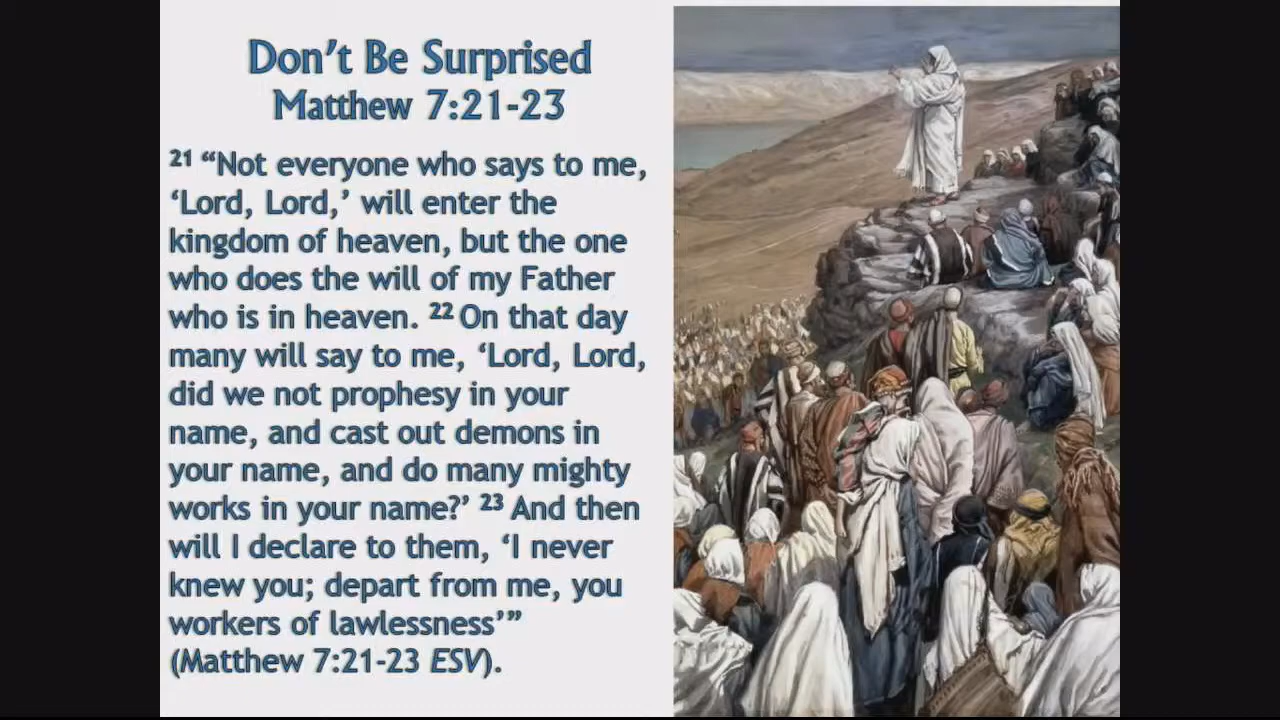 Don't Be Surprised
Matthew 7:21-23
21 “Not everyone who says to me,
‘Lord, Lord,’ will enter the
kingdom of heaven, but the one
who does the will of my Father
who is in heaven. 22 On that day
many will say to me, ‘Lord, Lord,
did we not prophesy in your
name, and cast out demons in
your name, and do many mighty
works in your name?’ 23 And then
will I declare to them, ‘I never
knew you; depart from me, you
workers of lawlessness’”
(Matthew 7:21-23 ESV).